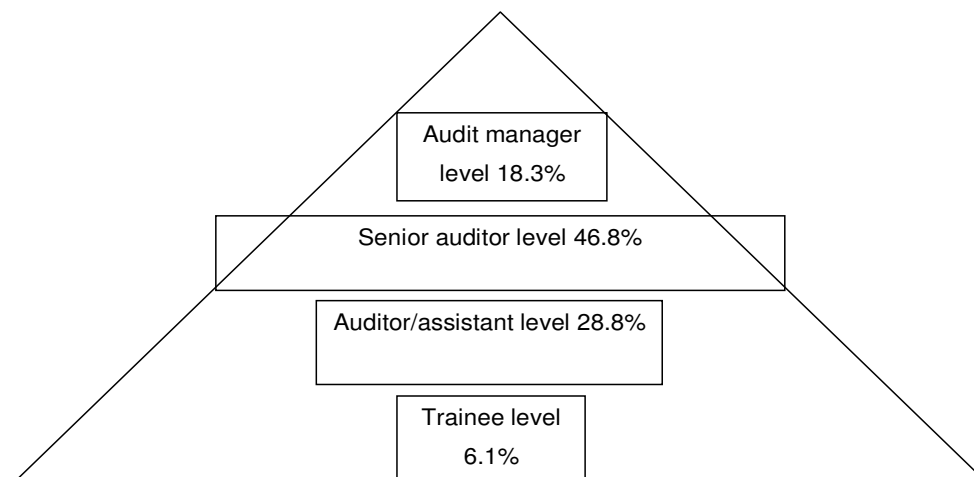 Audit manager
level 18.3%
Senior auditor level 46.8%
Auditor/assistant level 28.8%
Trainee level
6.1%